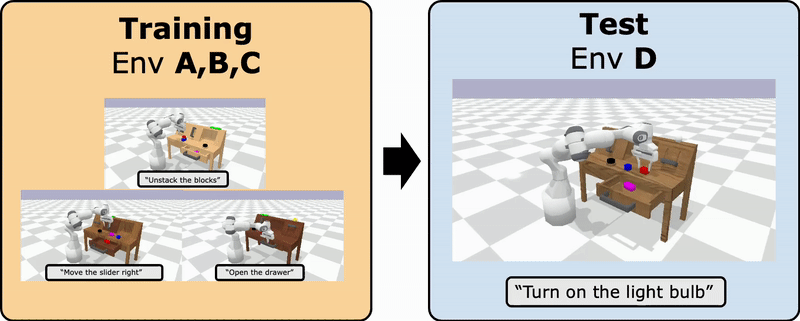 Training
Env A,B,C
"Unstack the blocks"
"Move the slider right"
"Open the drawer"
Test
Env D
"Turn on the light bulb"